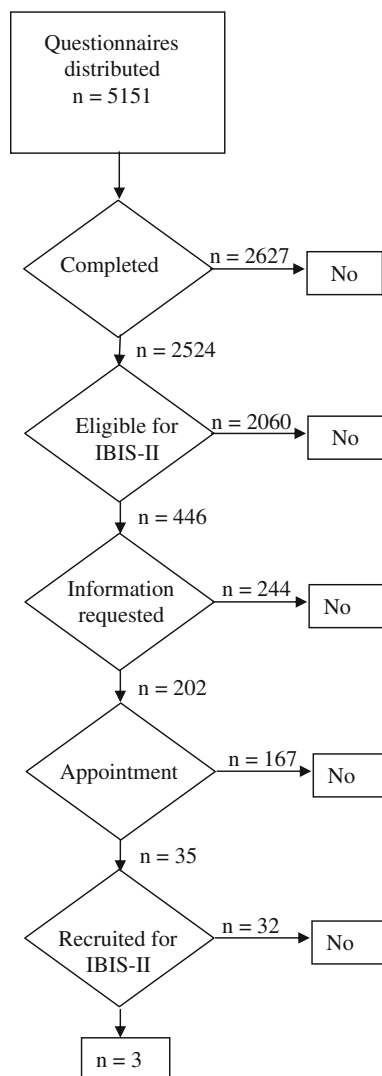 Questionnaires
distributed
n = 5151
Completed
n = 2627
No
n = 2524
Eligible for
IBIS-II
n = 2060
No
n = 446
Information
requested
n = 244
No
n = 202
Appointment
n = 167
No
n = 35
Recruited for
IBIS-II
n = 32
No
n = 3